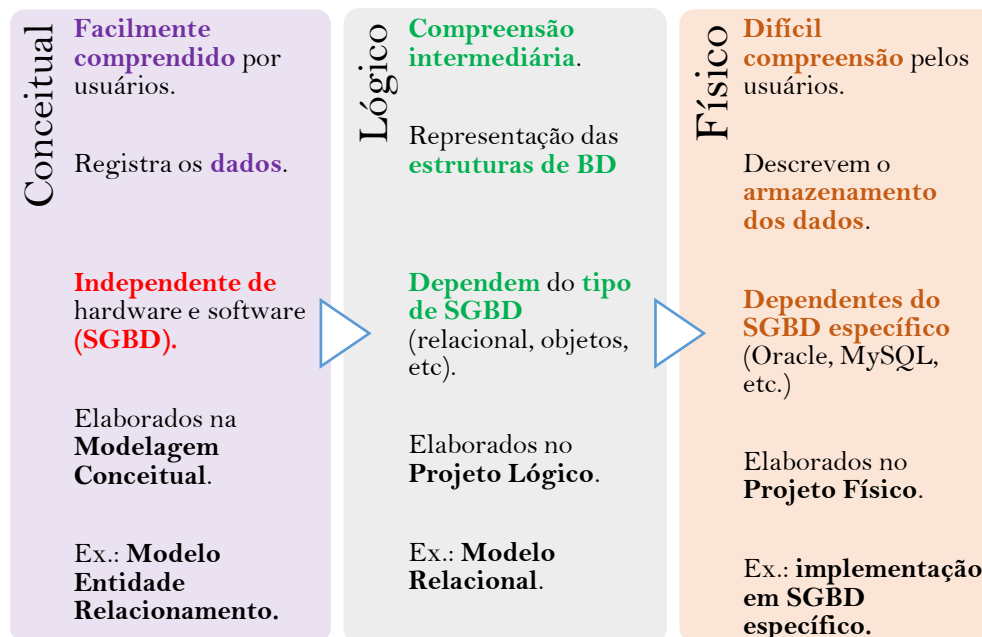 Conceitual
Facilmente
comprendido por
usuários.
Registra os dados.
Independente de
hardware e software
(SGBD).
Elaborados na
Modelagem
Conceitual.
Ex.: Modelo
Entidade
Relacionamento.
Lógico
Compreensão
intermediária.
Representação das
estruturas de BD
Dependem do tipo
de SGBD
(relacional, objetos,
etc).
Elaborados no
Projeto Lógico.
Ex.: Modelo
Relacional.
Físico
Difícil
compreensão pelos
usuários.
Descrevem o
armazenamento
dos dados.
Dependentes do
SGBD específico
(Oracle, MySQL,
etc.)
Elaborados no
Projeto Físico.
Ex.: implementação
em SGBD
específico.